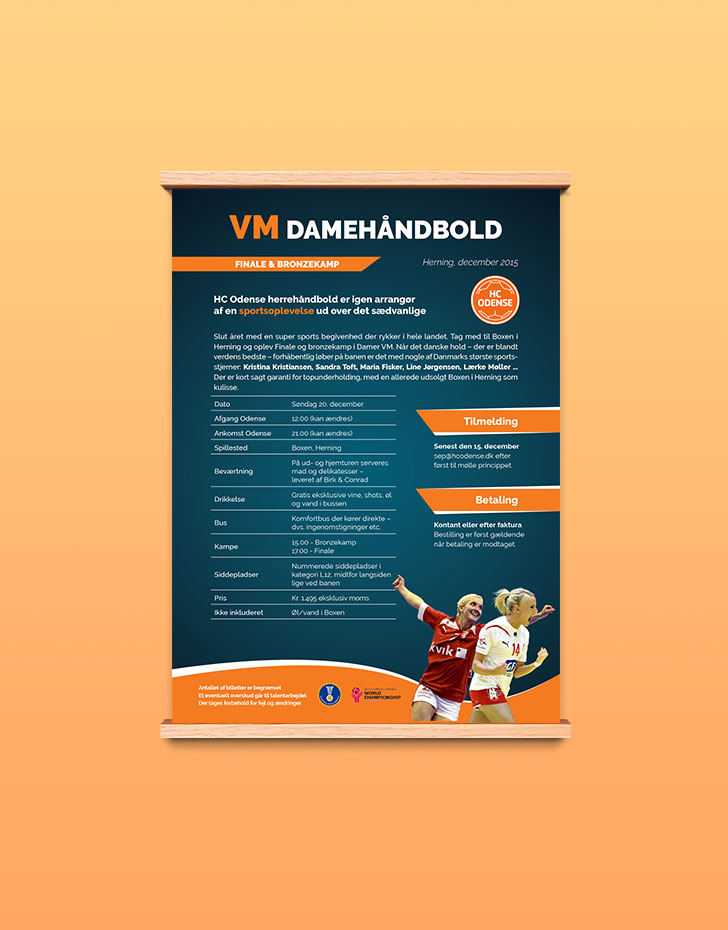 VM DAMEHÅNDBOLD
FINALE & BRONZEKAMP
Herning, december 2015
HC Odense herrehåndbold er igen arrangør
af en sportsoplevelse ud over det sædvanlige
HC
ODENSE
Slut året med en super sports begivenhed der rykker i hele landet. Tag med til Boxen i
Herning og oplev Finale og bronzekamp i Damer VM. Når det danske hold – der er blandt
verdens bedste – forhåbentlig løber på banen er det med nogle af Danmarks største sports-
stjerner: Kristina Kristiansen, Sandra Toft, Maria Fisker, Line Jørgensen, Lærke Møller ...
Der er kort sagt garanti for topunderholding, med en allerede udsolgt Boxen i Herning som
kulisse.
Dato Søndag 20. december
Afgang Odense 12.00 (kan ændres)
Ankomst Odense 21.00 (kan ændres)
Spillested Boxen, Herning
Beværtning På ud- og hjemturen serveres
mad og delikatesser –
leveret af Birk & Conrad
Drikkelse Gratis eksklusive vine, shots, øl
og vand i bussen
Bus Komfortbus der kører direkte –
dvs. ingenomstigninger etc.
Kampe 15.00 - Bronzekamp
17.00 - Finale
Siddepladser Nummerede siddepladser i
kategori L12, midtfor langsiden
lige ved banen
Pris Kr. 1.495 eksklusiv moms
Ikke inkluderet Øl/vand i Boxen
Tilmelding
Senest den 15. december
sep@hcodense.dk efter
først til mølle princippet.
Betaling
Kontant eller efter faktura
Bestilling er først gældende
når betaling er modtaget.
kvik
14
Antallet af billetter er begrænset
Et eventuelt overskud går til talentarbejdet
Der tages forbehold for fejl og ændringer
WORLD
CHAMPIONSHIP